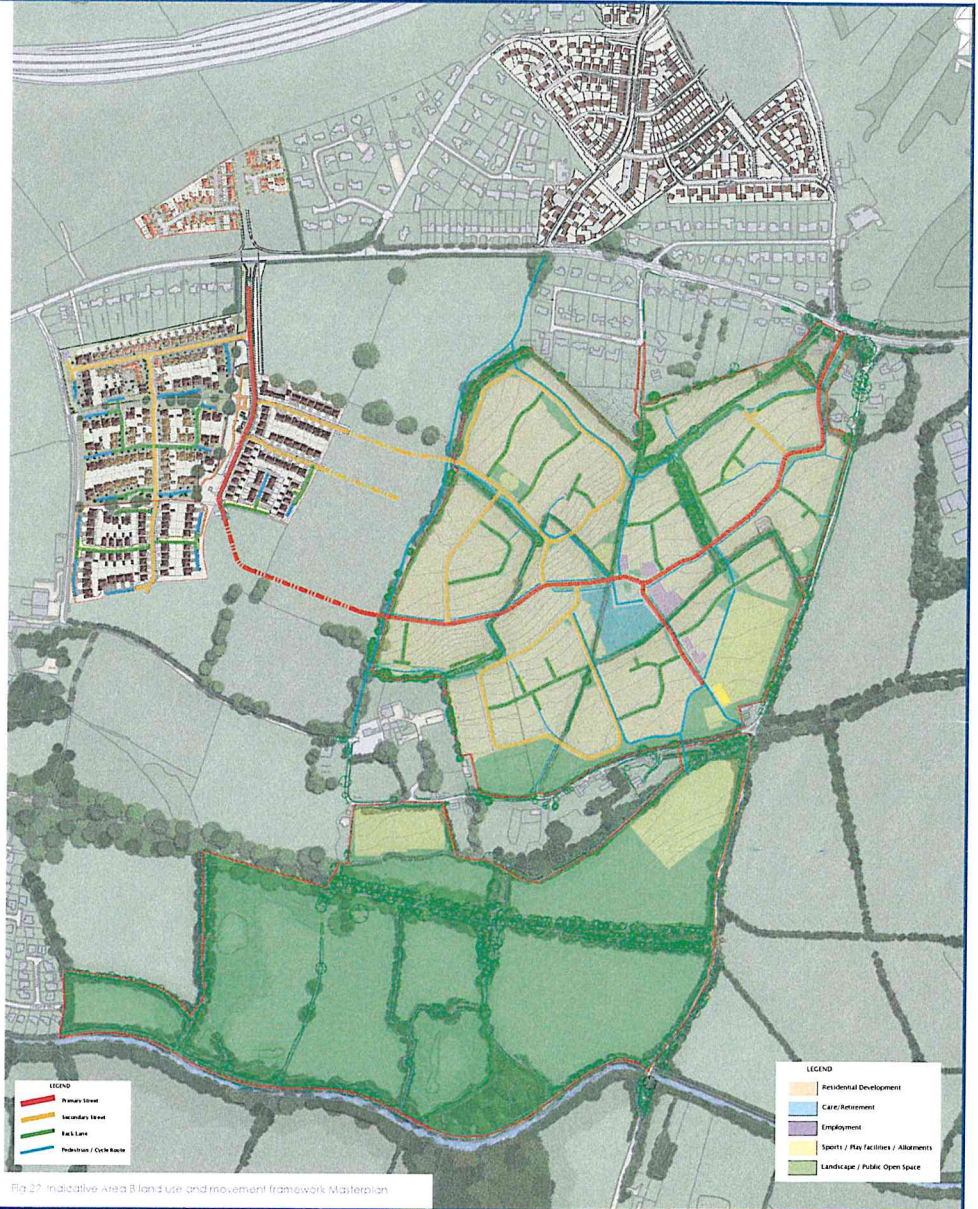 LEGEND
Primary Street
Secondary Street
Back Lane
Pedestrian / Cycle Route
LEGEND
Residential Development
Care/Retirement
Employment
Sports / Play facilities / Allotments
Landscape / Public Open Space
Fig 27 Indicative Area B land use and movement framework Masterplan